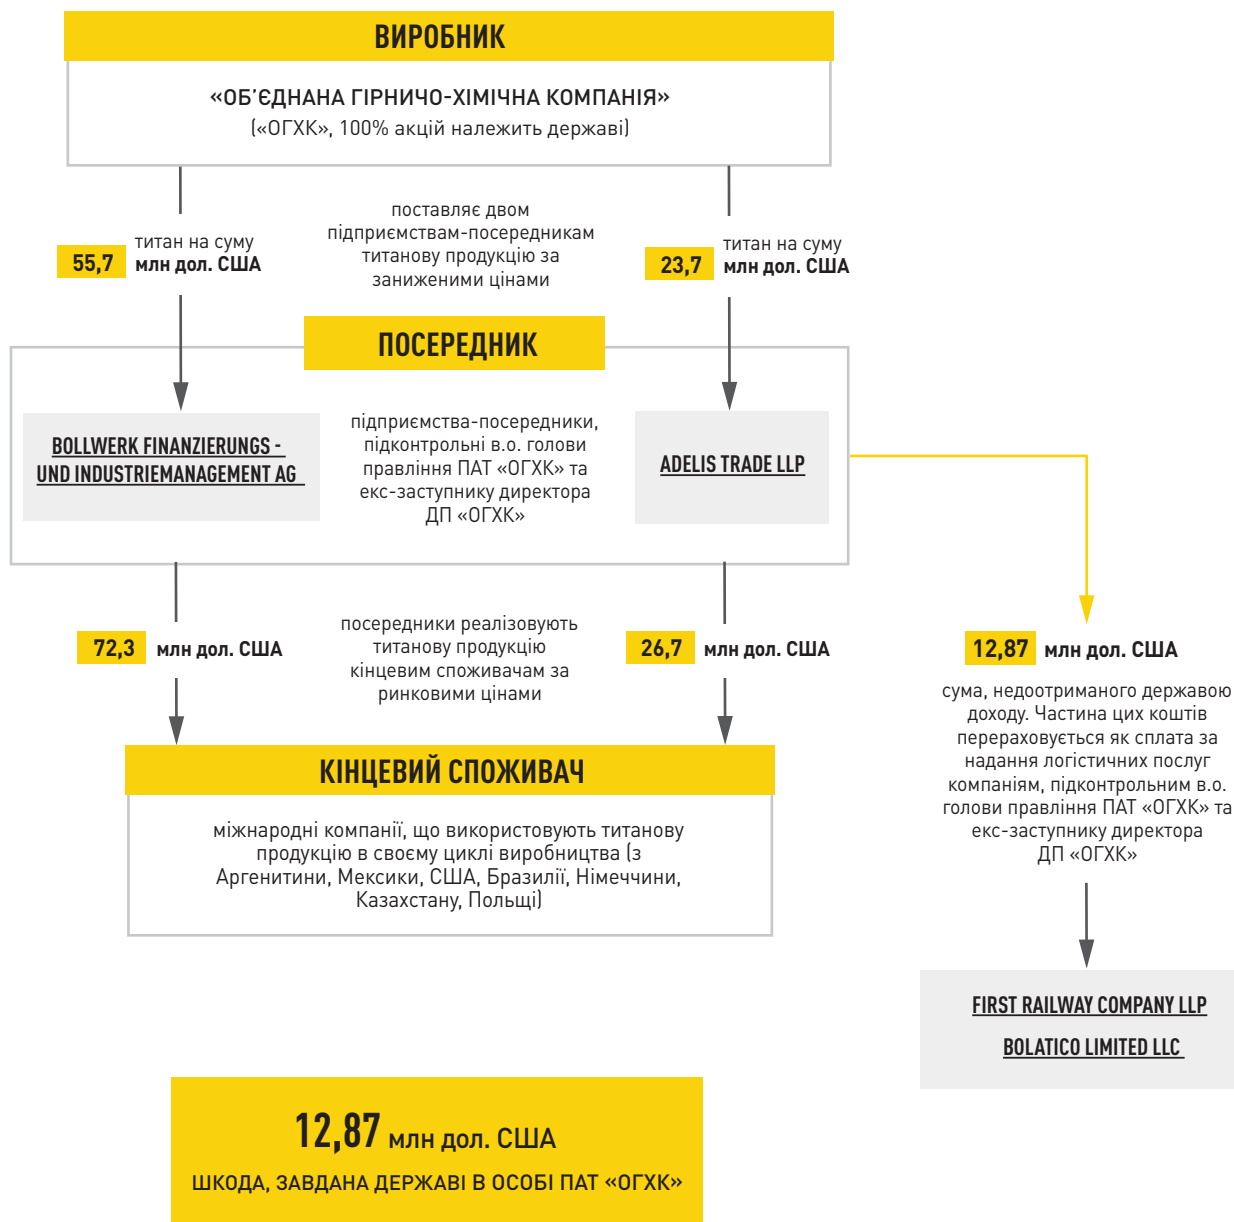 ВИРОБНИК
«ОБ’ЄДНАНА ГІРНИЧО-ХІМІЧНА КОМПАНІЯ»
(«ОГХК», 100% акцій належить державі)
55,7
титан на суму
млн дол. США
поставляє двом
підприємствам-посередникам
титанову продукцію за
заниженими цінами
23,7
титан на суму
млн дол. США
ПОСЕРЕДНИК
BOLLWERK FINANZIERUNGS -
UND INDUSTRIEMANAGEMENT AG
підприємства-посередники,
підконтрольні в.о. голови
правління ПАТ «ОГХК» та
екс-заступнику директора
ДП «ОГХК»
ADELIS TRADE LLP
72,3 млн дол. США
посередники реалізовують
титанову продукцію
кінцевим споживачам за
ринковими цінами
26,7 млн дол. США
12,87 млн дол. США
сума, недоотриманого державою
доходу. Частина цих коштів
перераховується як сплата за
надання логістичних послуг
компаніям, підконтрольним в.о.
голови правління ПАТ «ОГХК» та
екс-заступнику директора
ДП «ОГХК»
КІНЦЕВИЙ СПОЖИВАЧ
міжнародні компанії, що використовують титанову
продукцію в своєму циклі виробництва (з
Аргенитини, Мексики, США, Бразилії, Німеччини,
Казахстану, Польщі)
FIRST RAILWAY COMPANY LLP
BOLATICO LIMITED LLC
12,87 млн дол. США
ШКОДА, ЗАВДАНА ДЕРЖАВІ В ОСОБІ ПАТ «ОГХК»